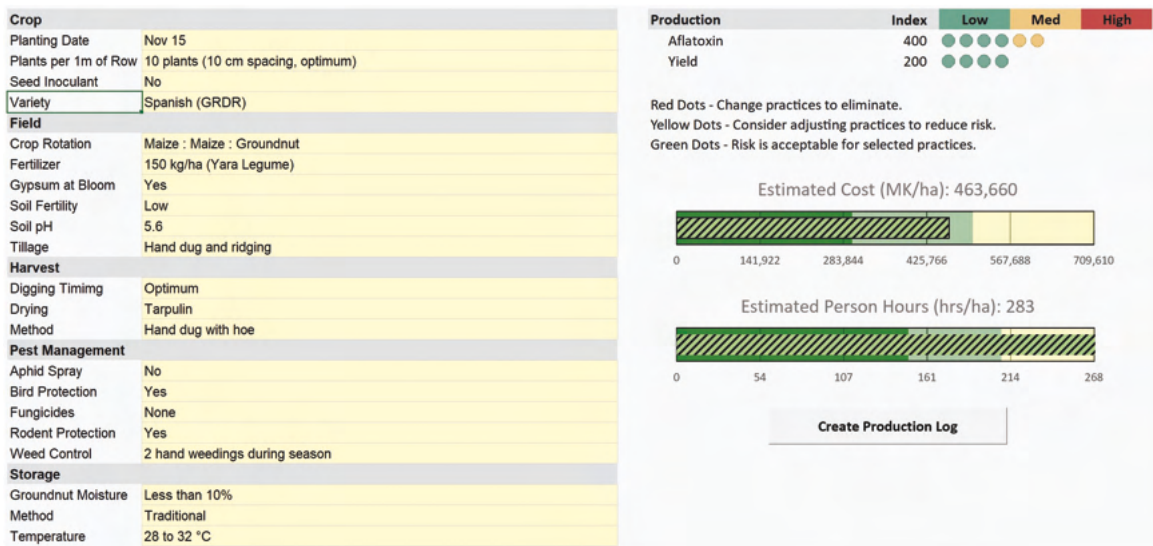 Crop
Planting Date Nov 15
Plants per 1m of Row 10 plants (10 cm spacing, optimum)
Seed Inoculant No
Variety Spanish (GRDR)
Field
Crop Rotation Maize : Maize : Groundnut
Fertilizer 150 kg/ha (Yara Legume)
Gypsum at Bloom Yes
Soil Fertility Low
Soil pH 5.6
Tillage Hand dug and ridging
Harvest
Digging Timimg Optimum
Drying Tarpulin
Method Hand dug with hoe
Pest Management
Aphid Spray No
Bird Protection Yes
Fungicides None
Rodent Protection Yes
Weed Control 2 hand weedings during season
Storage
Groundnut Moisture Less than 10%
Method Traditional
Temperature 28 to 32 °C
Production Index Low Med High
Aflatoxin 400
Yield 200
Red Dots - Change practices to eliminate.
Yellow Dots - Consider adjusting practices to reduce risk.
Green Dots - Risk is acceptable for selected practices.
Estimated Cost (MK/ha): 463,660
0 141,922 283,844 425,766 567,688 709,610
Estimated Person Hours (hrs/ha): 283
0 54 107 161 214 268
Create Production Log